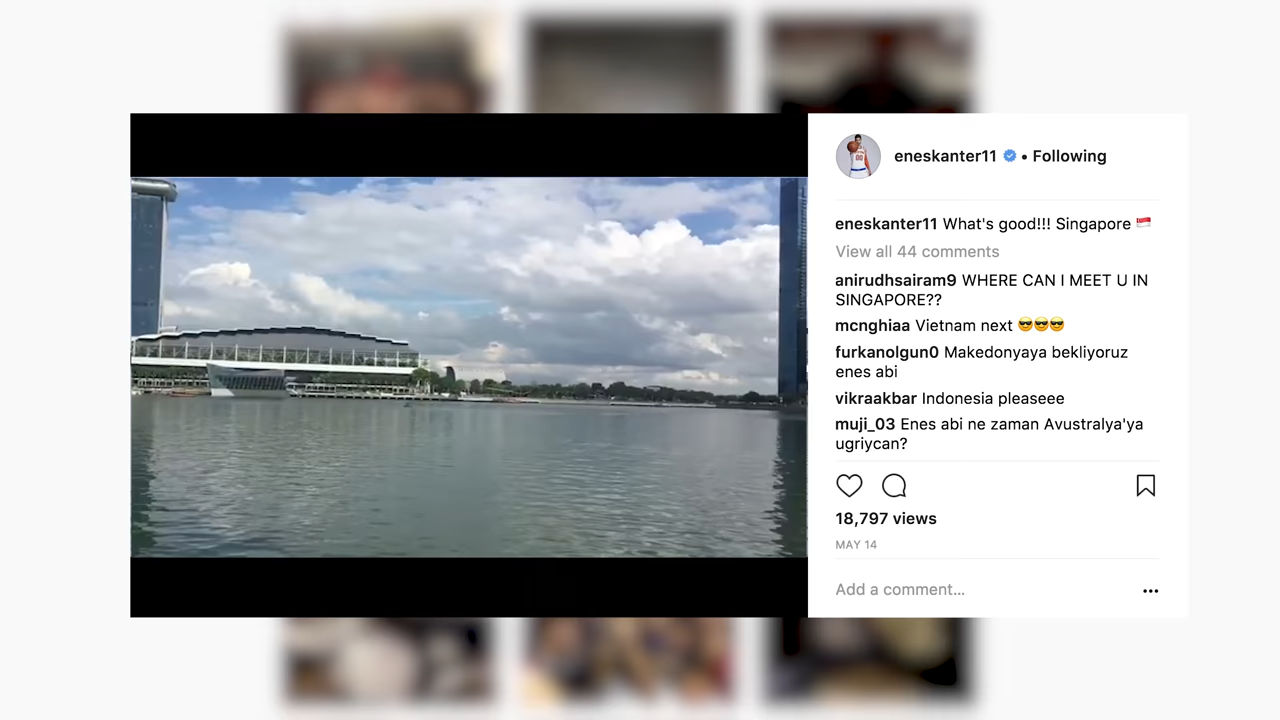 eneskanter11 • Following
eneskanter11 What's good!!! Singapore 🇸🇬
View all 44 comments
anirudhsairam9 WHERE CAN I MEET U IN
SINGAPORE??
mcnghiaa Vietnam next 😎😎😎
furkanolgun0 Makedonyaya bekliyoruz
enes abi
vikraakbar Indonesia pleaseee
muji_03 Enes abi ne zaman Avustralya'ya
ugriycan?
18,797 views
MAY 14
Add a comment...